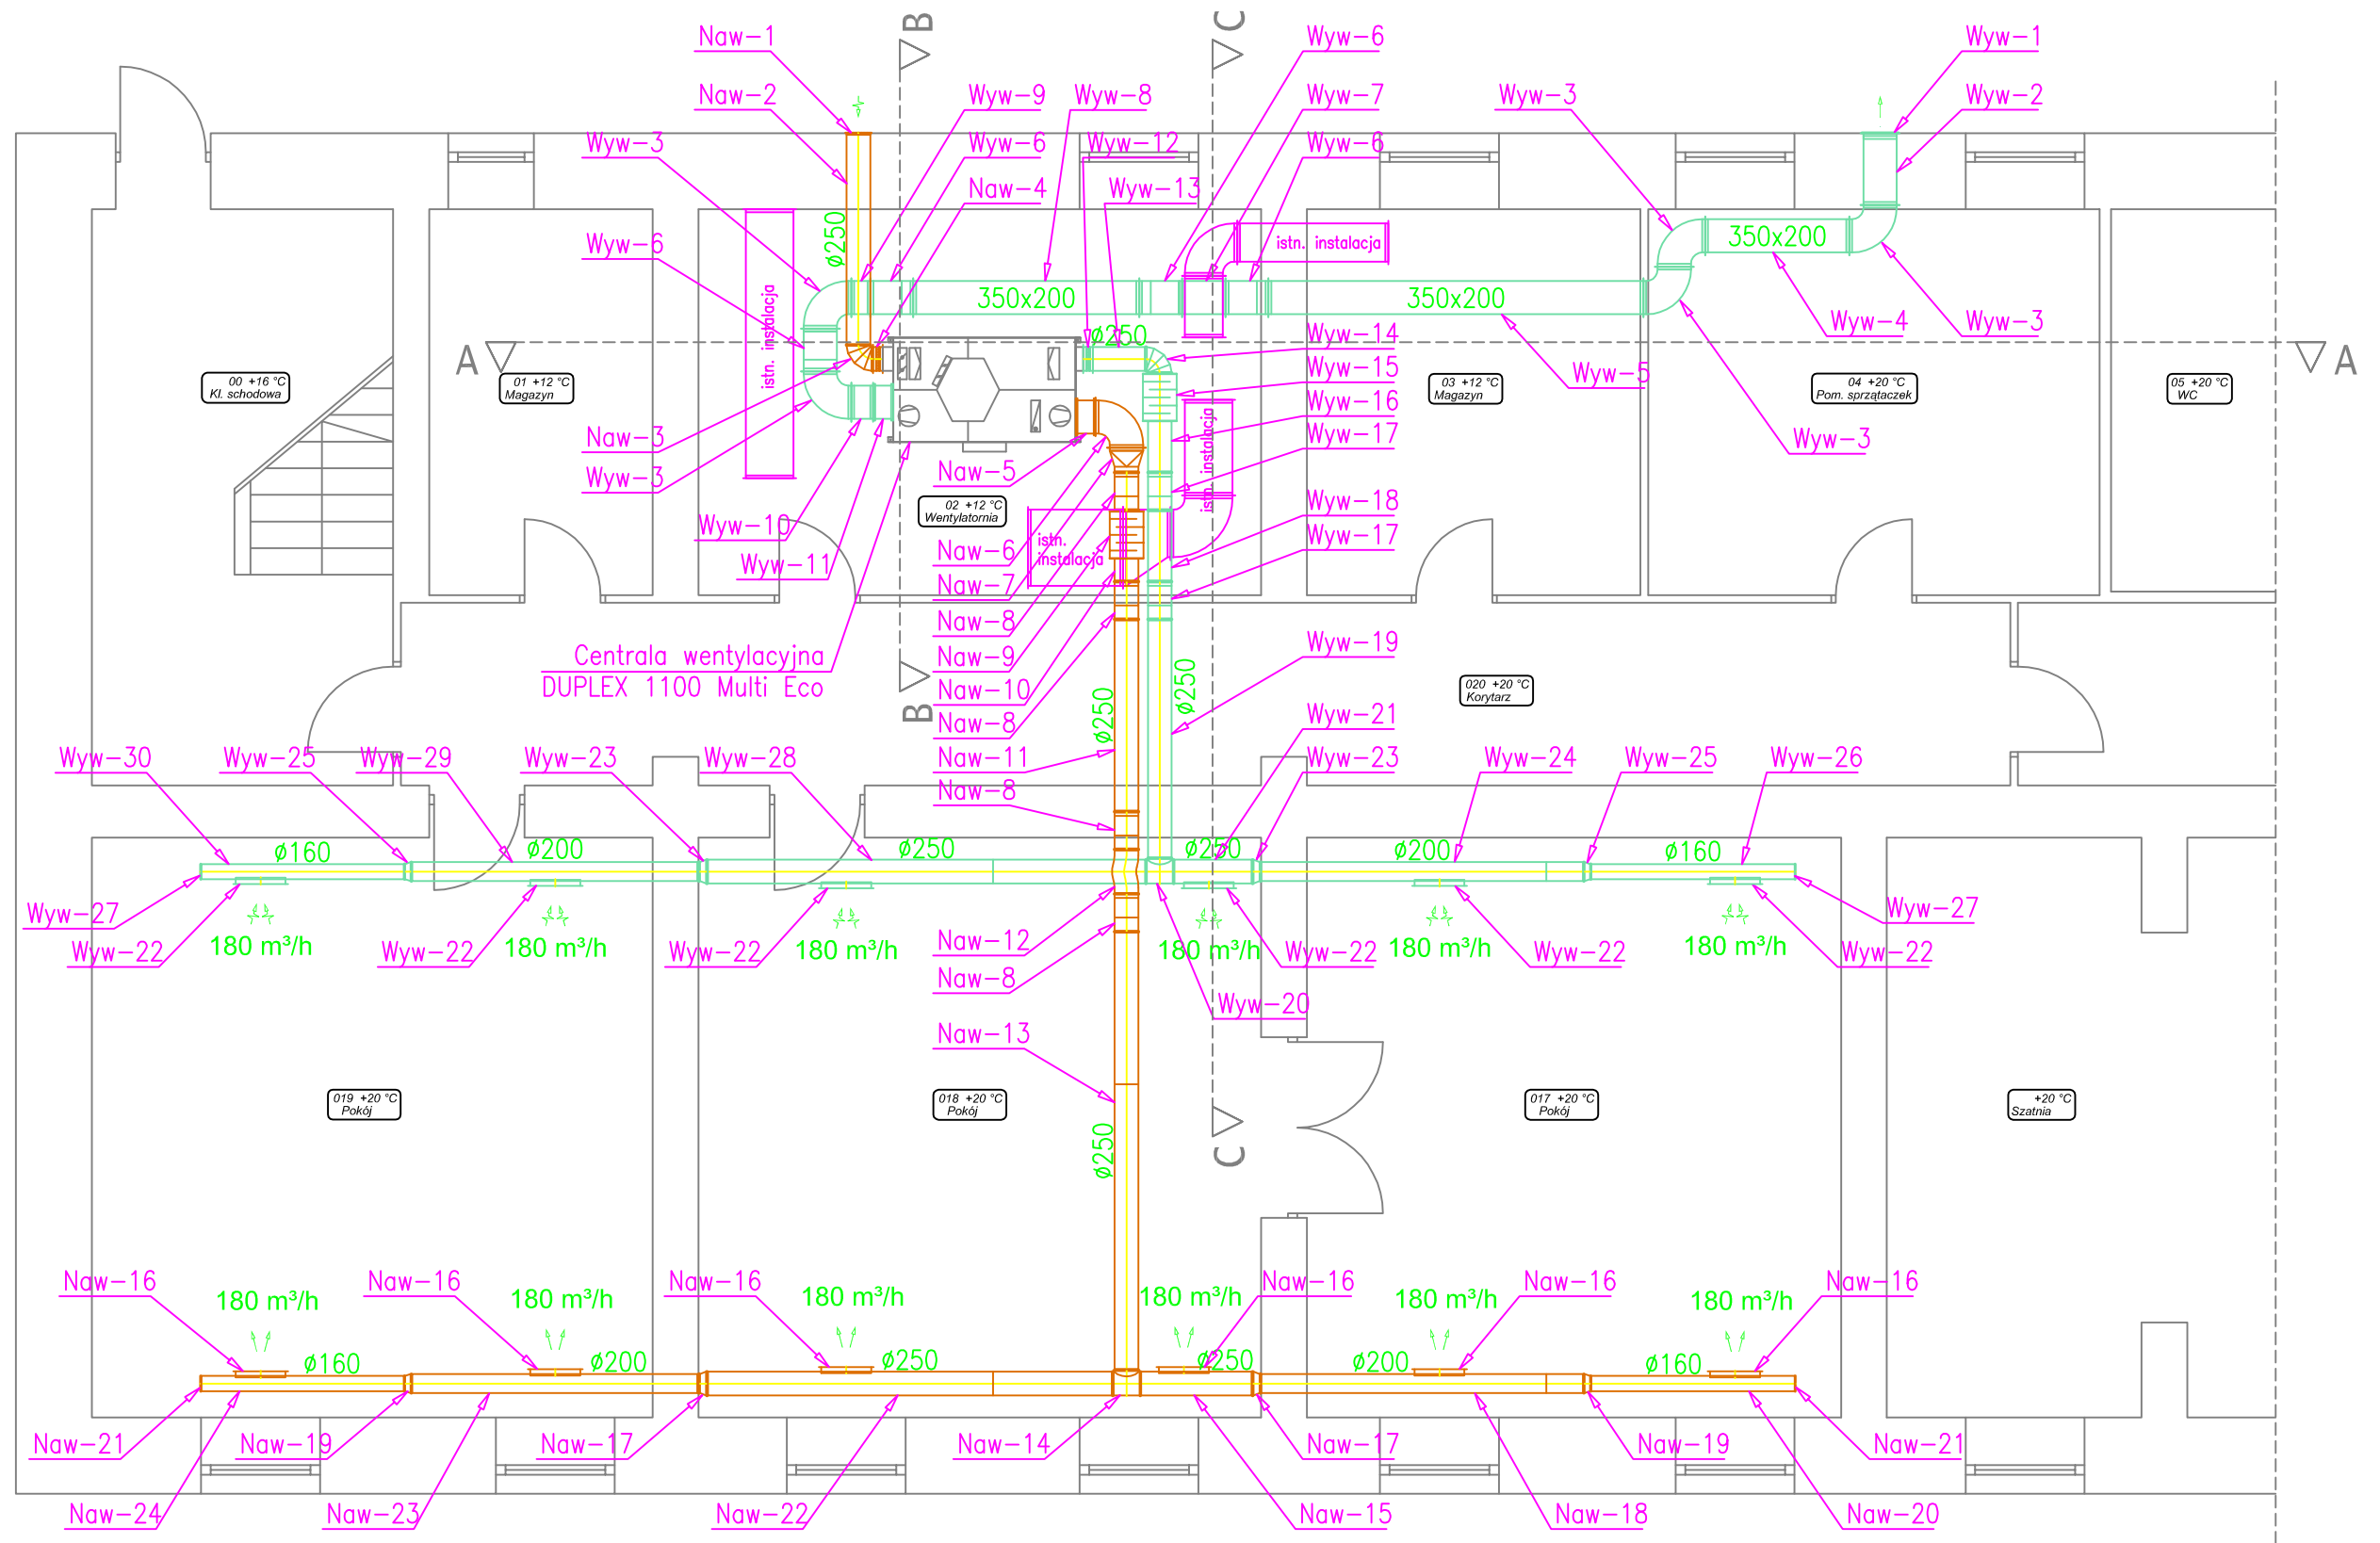 B
C
Naw-1
Wyw-6
Wyw-1
Naw-2
Wyw-9
Wyw-8
Wyw-7
Wyw-3
Wyw-2
Wyw-3
Wyw-6
Wyw-12
Wyw-6
Naw-4
Wyw-13
ø250
Wyw-6
istn. instalacja
350x200
istn. instalacja
350x200
350x200
Wyw-4
Wyw-3
ø250
Wyw-14
A
A
Wyw-15
Wyw-5
00 +16 °C
Kl. schodowa
01 +12 °C
Magazyn
03 +12 °C
Magazyn
04 +20 °C
Pom. sprzątaczek
05 +20 °C
WC
Wyw-16
Naw-3
Wyw-17
Wyw-3
Wyw-3
istn. instalacja
Naw-5
02 +12 °C
Wentylatornia
Wyw-10
Wyw-18
Wyw-11
Naw-6
istn.
instalacja
Wyw-17
Naw-7
Naw-8
Wyw-19
Centrala wentylacyjna
DUPLEX 1100 Multi Eco
Naw-9
Naw-10
020 +20 °C
Korytarz
B
Naw-8
ø250
ø250
Wyw-21
Wyw-30
Wyw-25
Wyw-29
Wyw-23
Wyw-28
Naw-11
Wyw-23
Wyw-24
Wyw-25
Wyw-26
Naw-8
ø160
ø200
ø250
ø250
ø200
ø160
Wyw-27
Wyw-27
180 m³/h
180 m³/h
180 m³/h
180 m³/h
180 m³/h
180 m³/h
Wyw-22
Wyw-22
Wyw-22
Naw-12
Wyw-22
Wyw-22
Wyw-22
Naw-8
Wyw-20
Naw-13
019 +20 °C
Pokój
018 +20 °C
Pokój
017 +20 °C
Pokój
+20 °C
Szatnia
ø250
C
Naw-16
Naw-16
Naw-16
Naw-16
Naw-16
Naw-16
180 m³/h
180 m³/h
180 m³/h
180 m³/h
180 m³/h
180 m³/h
ø160
ø200
ø250
ø250
ø200
ø160
Naw-21
Naw-19
Naw-17
Naw-14
Naw-17
Naw-19
Naw-21
Naw-24
Naw-23
Naw-22
Naw-15
Naw-18
Naw-20